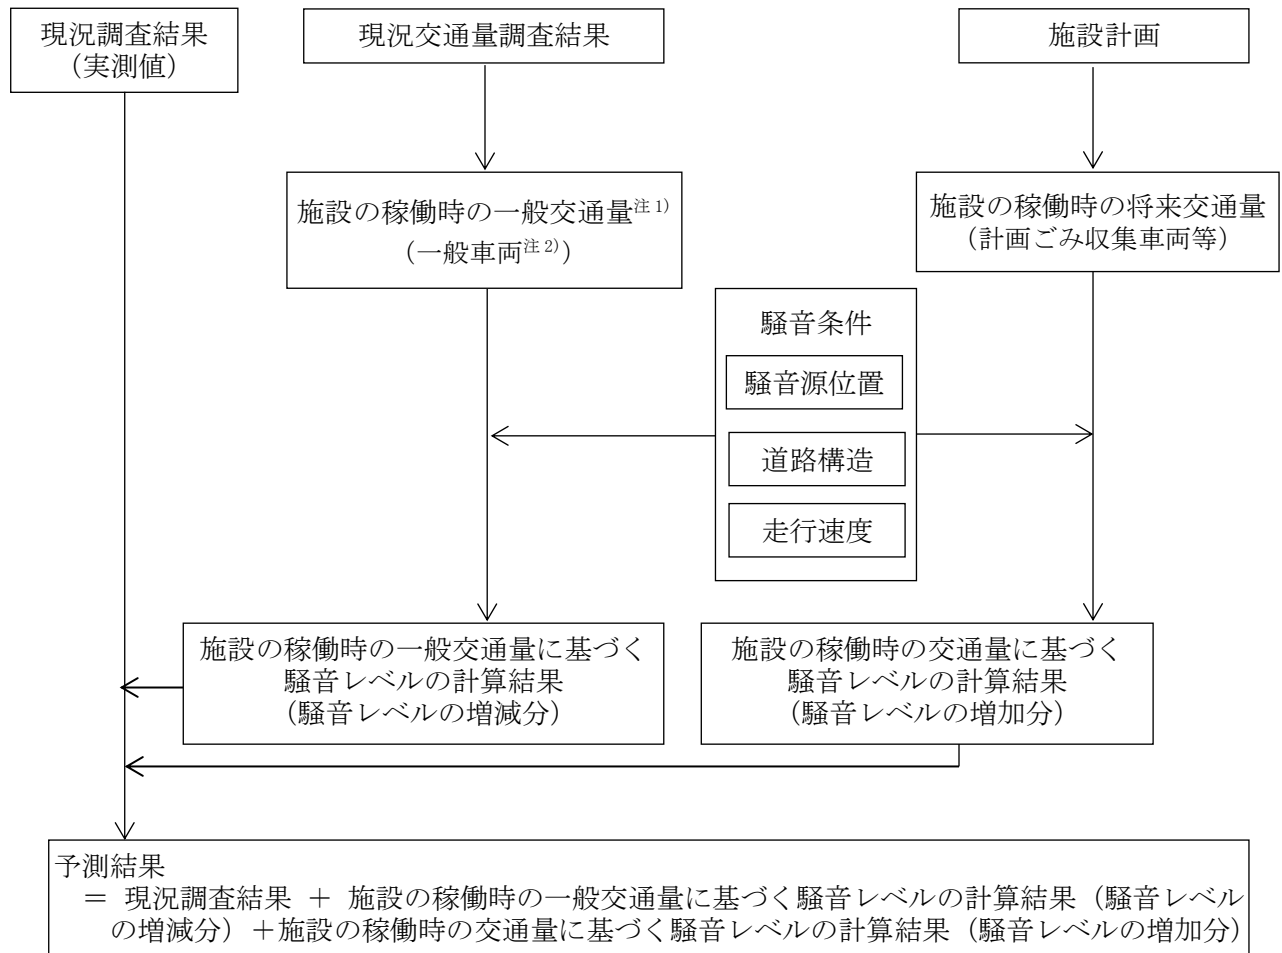 現況調査結果
（実測値）
現況交通量調査結果
施設計画
施設の稼働時の一般交通量注1)
（一般車両注2)）
施設の稼働時の将来交通量
（計画ごみ収集車両等）
騒音条件
騒音源位置
道路構造
走行速度
施設の稼働時の一般交通量に基づく
騒音レベルの計算結果
（騒音レベルの増減分）
施設の稼働時の交通量に基づく
騒音レベルの計算結果
（騒音レベルの増加分）
予測結果
＝ 現況調査結果 ＋ 施設の稼働時の一般交通量に基づく騒音レベルの計算結果（騒音レベル
の増減分）＋施設の稼働時の交通量に基づく騒音レベルの計算結果（騒音レベルの増加分）